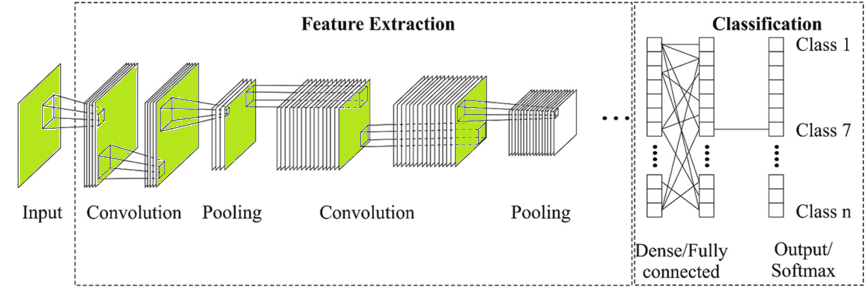 Feature Extraction
Classification
Class 1
Class 7
Class n
Input
Convolution
Pooling
Convolution
Pooling
Dense/Fully
connected
Output/
Softmax